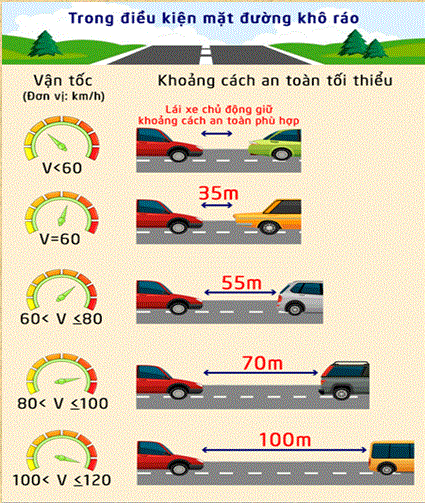 Trong điều kiện mặt đường khô ráo
Vận tốc
(Đơn vị: km/h)
Khoảng cách an toàn tối thiểu
Lái xe chủ động giữ
khoảng cách an toàn phù hợp
V<60
35m
V=60
55m
60< V ≤80
70m
80< V ≤100
100m
100< V ≤120